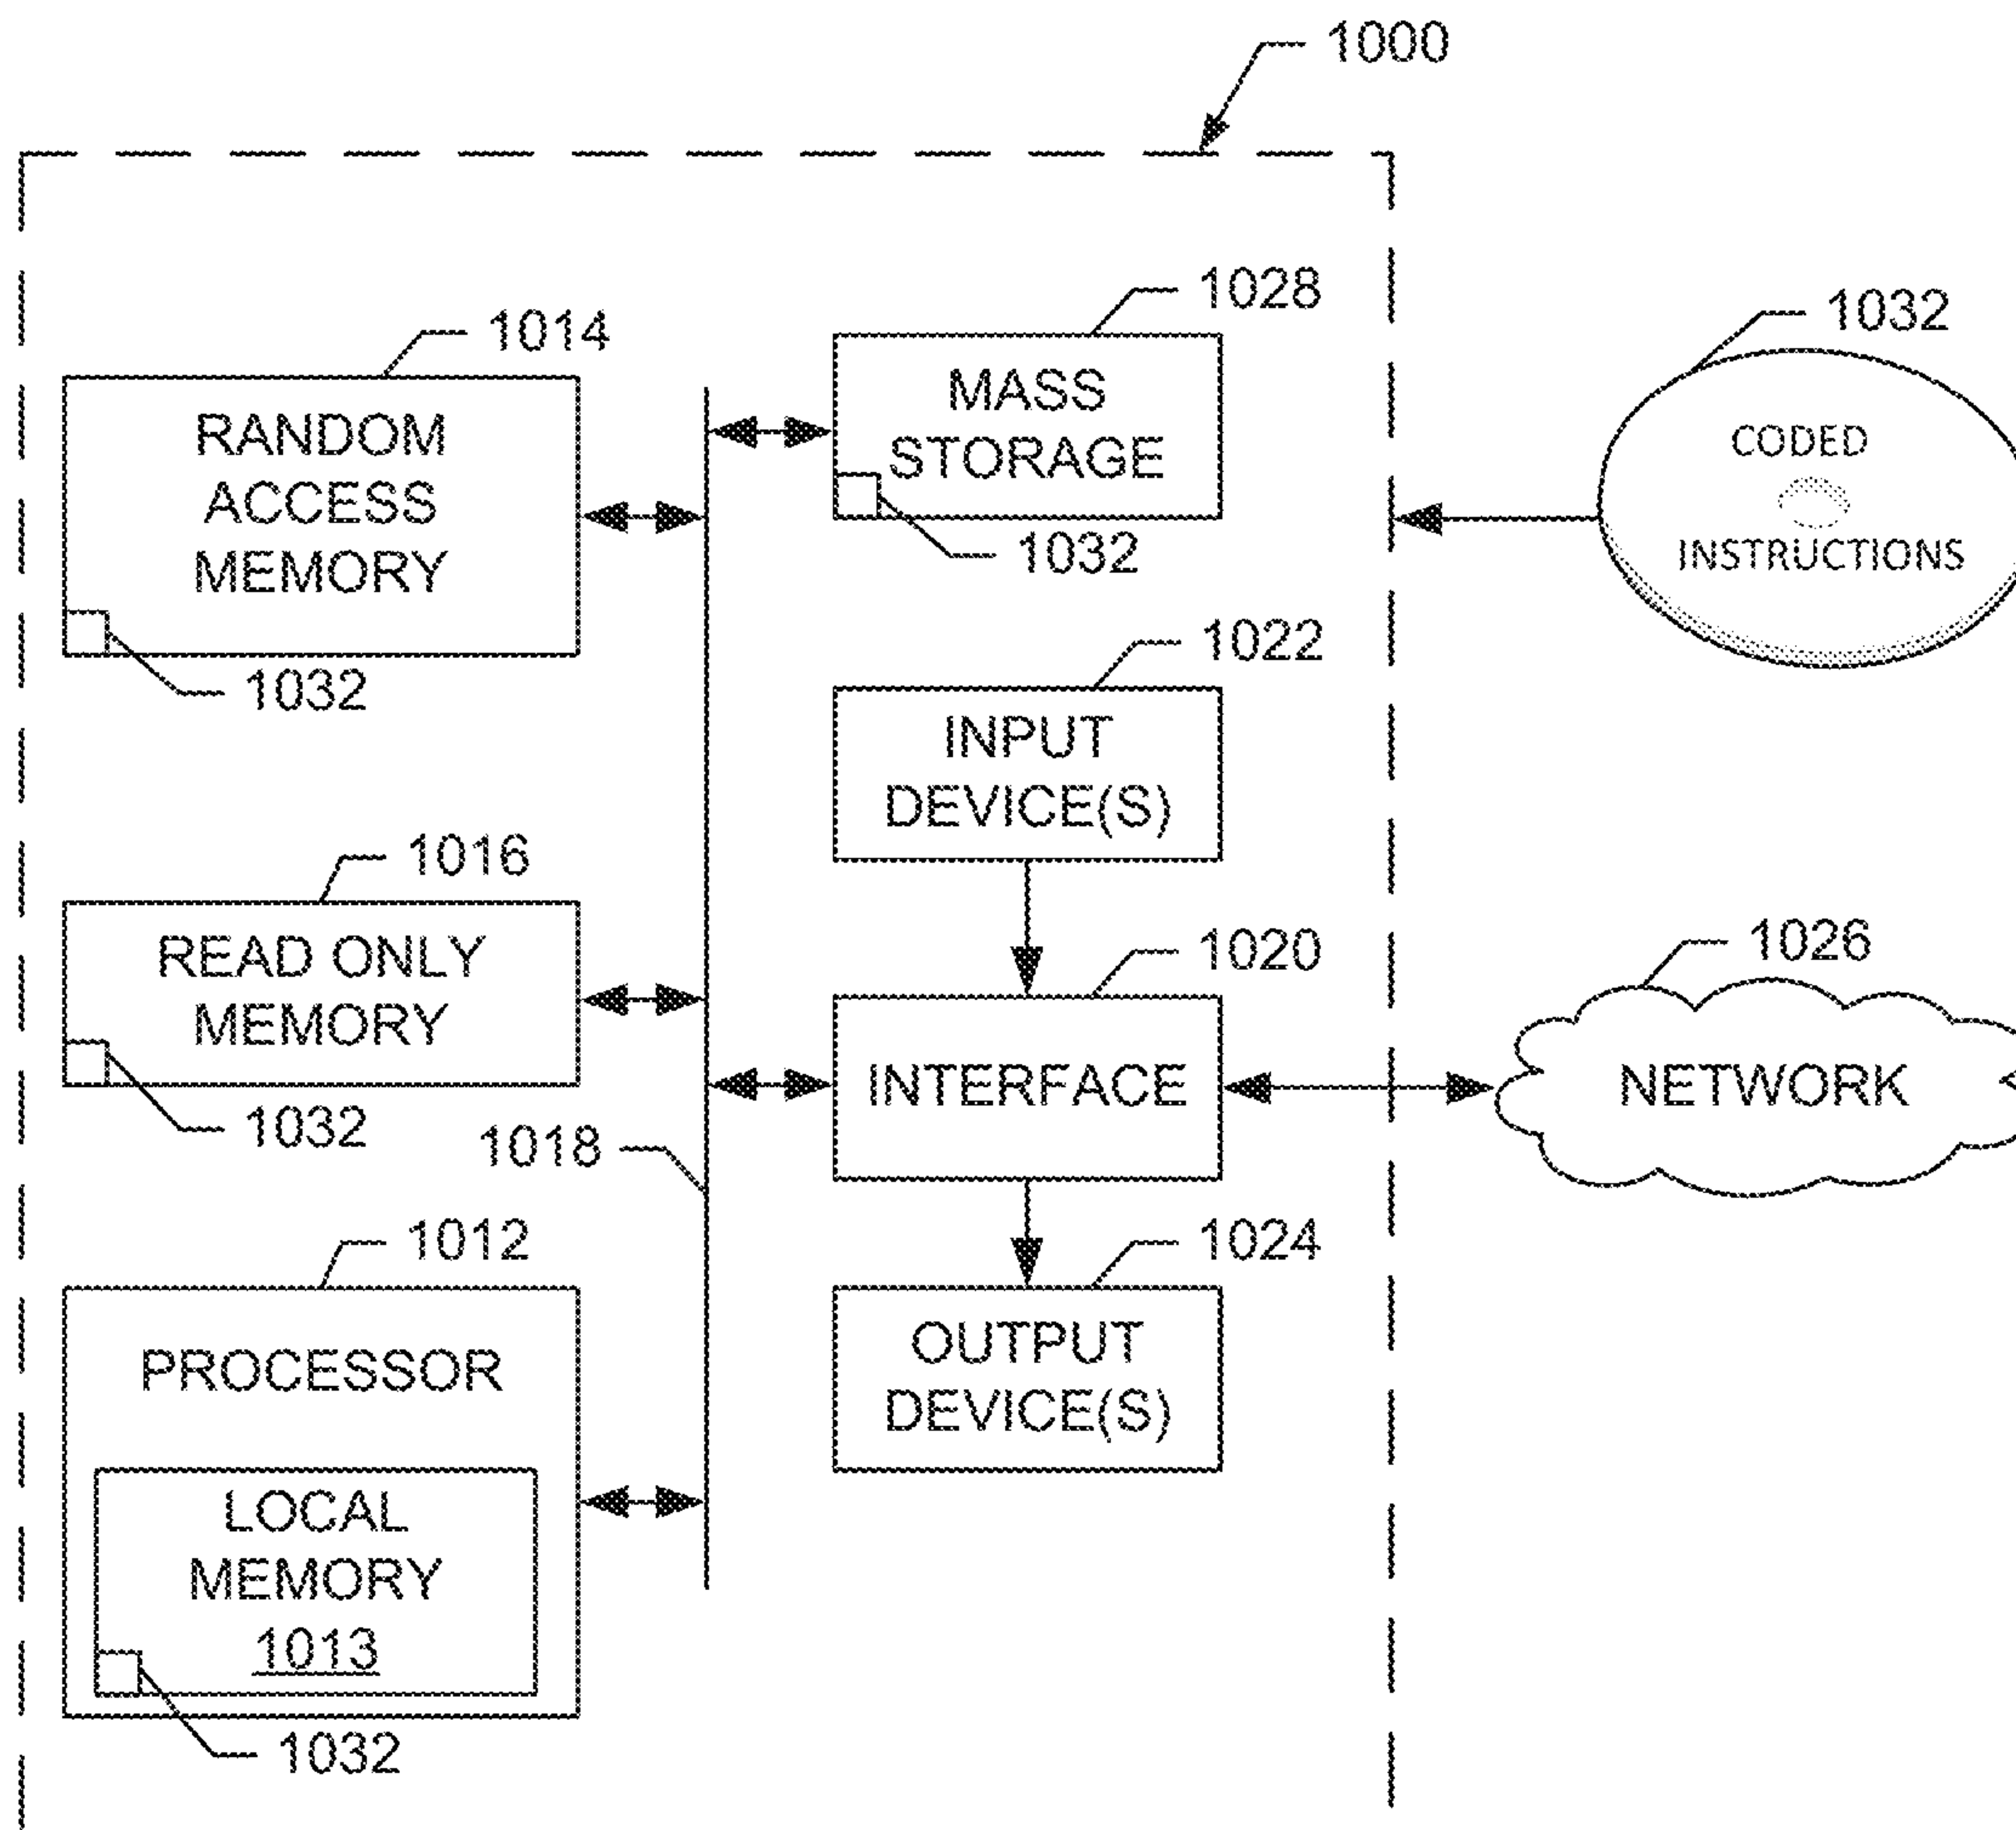 1000
1028
1014
1032
RANDOM
ACCESS
MEMORY
MASS
STORAGE
CODED
INSTRUCTIONS
1032
1032
1022
INPUT
DEVICE(S)
1016
READ ONLY
MEMORY
1032
1020
INTERFACE
1026
NETWORK
1018
1012
PROCESSOR
LOCAL
MEMORY
1013
1032
1024
OUTPUT
DEVICE(S)